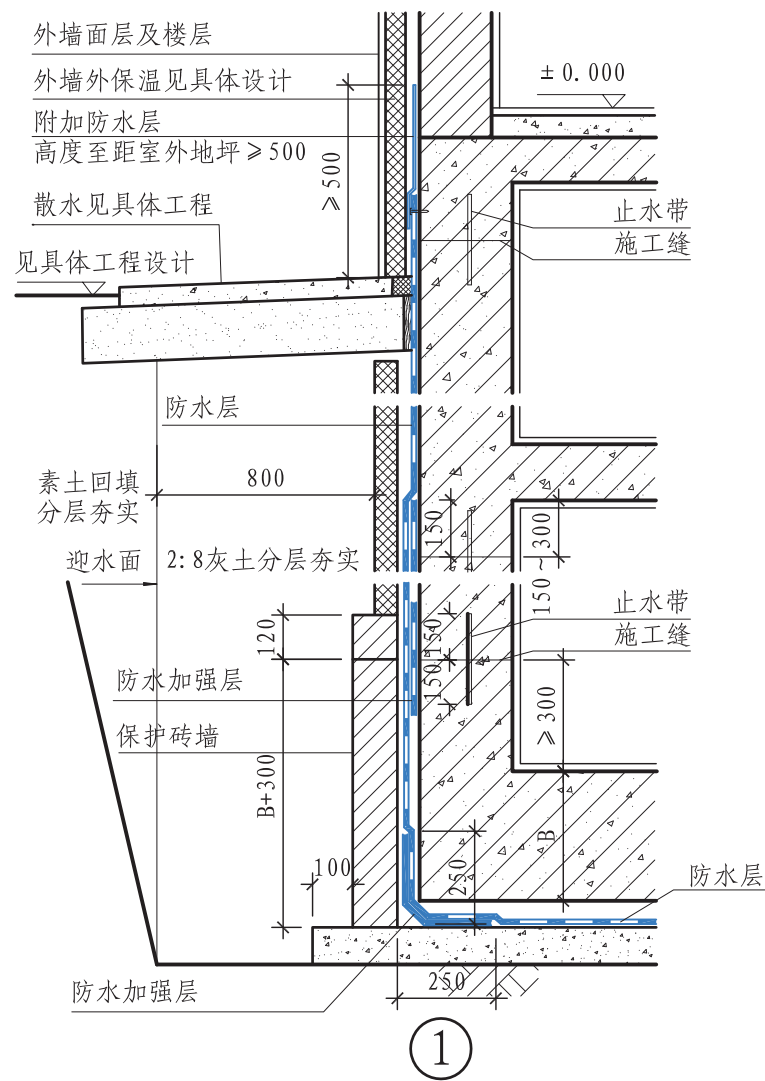 外墙面层及楼层
外墙外保温见具体设计
附加防水层
高度至距室外地坪≥500
散水见具体工程
见具体工程设计
≥500
±0.000
止水带
施工缝
防水层
800
素土回填
分层夯实
迎水面
2:8灰土分层夯实
150
150~300
止水带
施工缝
120
150
150
防水加强层
保护砖墙
≥300
B+300
B
100
250
防水层
250
防水加强层
1